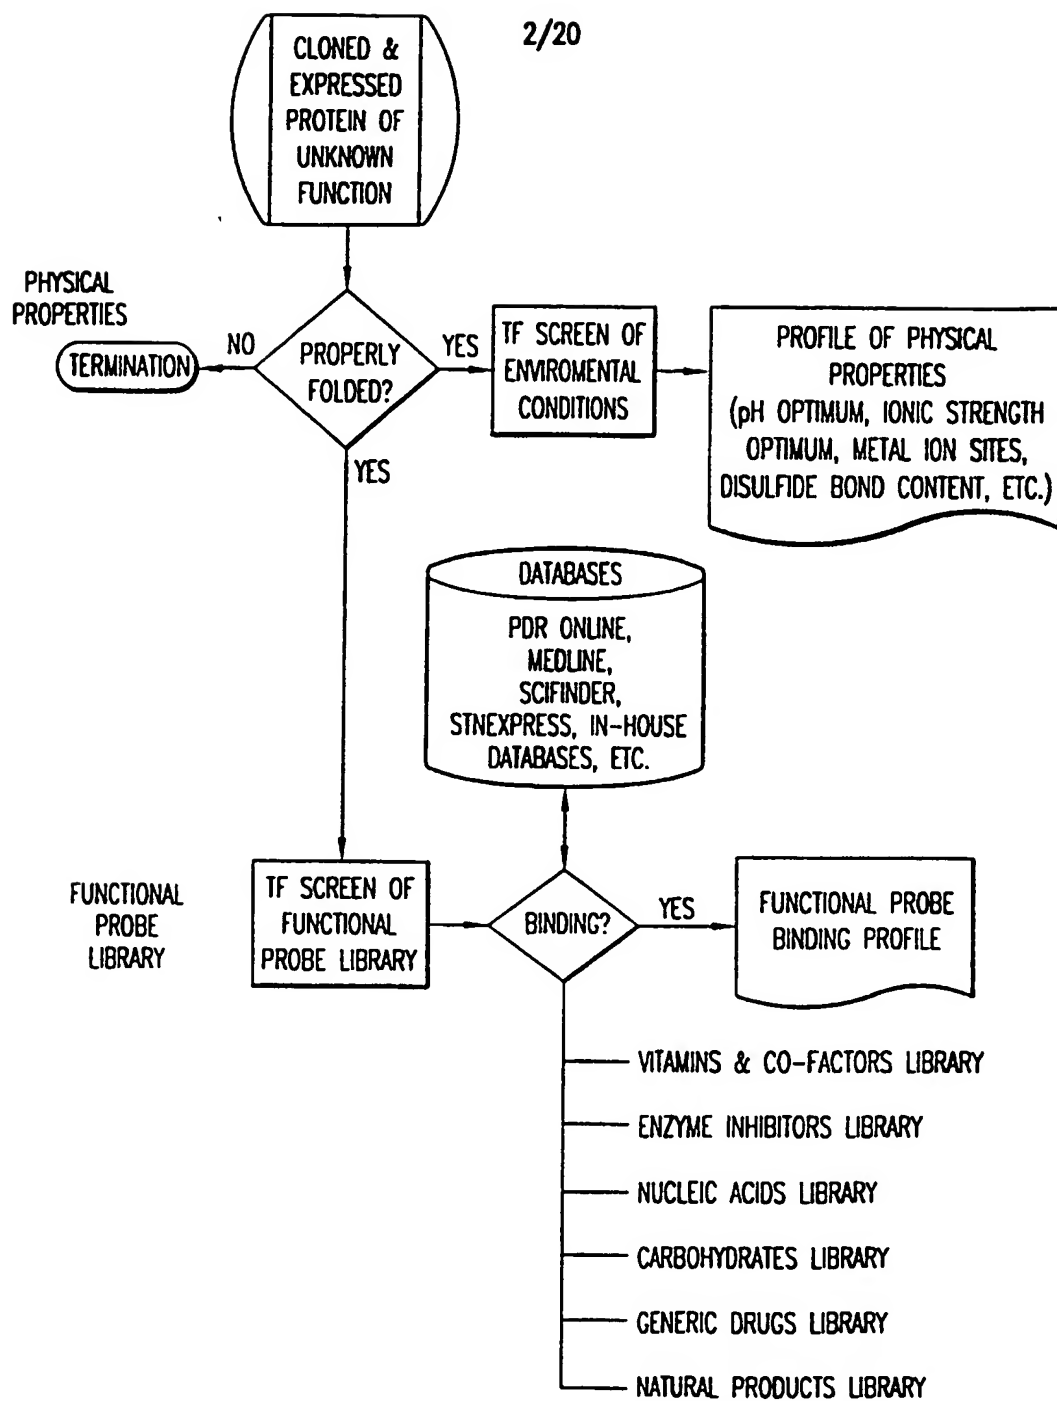 2/20
CLONED &
EXPRESSED
PROTEIN OF
UNKNOWN
FUNCTION
PHYSICAL
PROPERTIES
TERMINATION
NO
PROPERLY
FOLDED?
YES
TF SCREEN OF
ENVIROMENTAL
CONDITIONS
PROFILE OF PHYSICAL
PROPERTIES
(pH OPTIMUM, IONIC STRENGTH
OPTIMUM, METAL ION SITES,
DISULFIDE BOND CONTENT, ETC.)
YES
DATABASES
PDR ONLINE,
MEDLINE,
SCIFINDER,
STNEXPRESS, IN-HOUSE
DATABASES, ETC.
FUNCTIONAL
PROBE
LIBRARY
TF SCREEN OF
FUNCTIONAL
PROBE LIBRARY
BINDING?
YES
FUNCTIONAL PROBE
BINDING PROFILE
VITAMINS & CO-FACTORS LIBRARY
ENZYME INHIBITORS LIBRARY
NUCLEIC ACIDS LIBRARY
CARBOHYDRATES LIBRARY
GENERIC DRUGS LIBRARY
NATURAL PRODUCTS LIBRARY